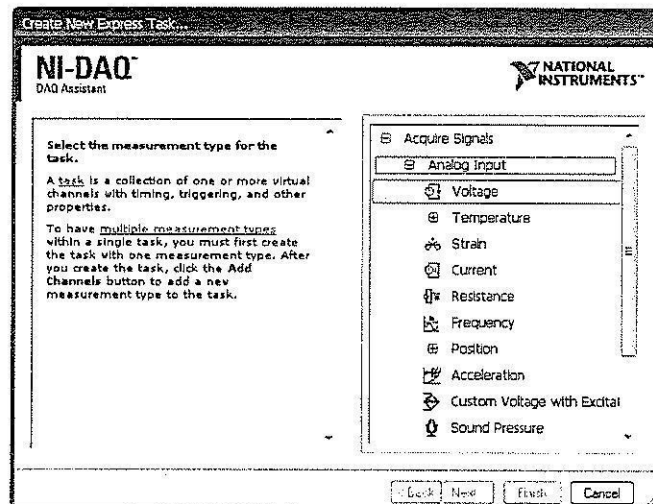 Create New Express Task...
NI-DAQ™
DAQ Assistant
NATIONAL
INSTRUMENTS™
Select the measurement type for the
task.
A task is a collection of one or more virtual
channels with timing, triggering, and other
properties.
To have multiple measurement types
within a single task, you must first create
the task with one measurement type. After
you create the task, click the Add
Channels button to add a new
measurement type to the task.
Acquire Signals
Analog Input
Voltage
Temperature
Strain
Current
Resistance
Frequency
Position
Acceleration
Custom Voltage with Excitat
Sound Pressure
< Back
Next
Finish
Cancel